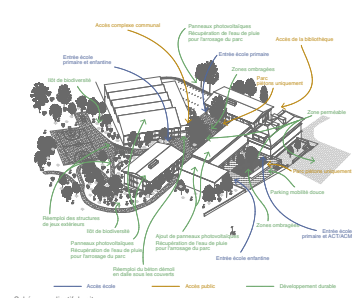 Accès complexe communal
Panneaux photovoltaïques
Récupération de l'eau de pluie
pour l'arrosage du parc
Accès de la bibliothèque
Entrée école
primaire et enfantine
Entrée école primaire
Zones ombragées
Parc
piétons uniquement
Ilôt de biodiversité
Zone perméable
Parc piétons uniquement
Parking mobilité douce
Réemploi des structures
de jeux extérieurs
Ilôt de biodiversité
Panneaux photovoltaïques
Récupération de l'eau de pluie
pour l'arrosage du parc
Ajout de panneaux photovoltaïques
Récupération de l'eau de pluie
pour l'arrosage du parc
Zones ombragées
Entrée école
primaire et ACT/ACM
Entrée école enfantine
Réemploi du béton démoli
en dalle sous les couverts
Accès école
Accès public
Développement durable